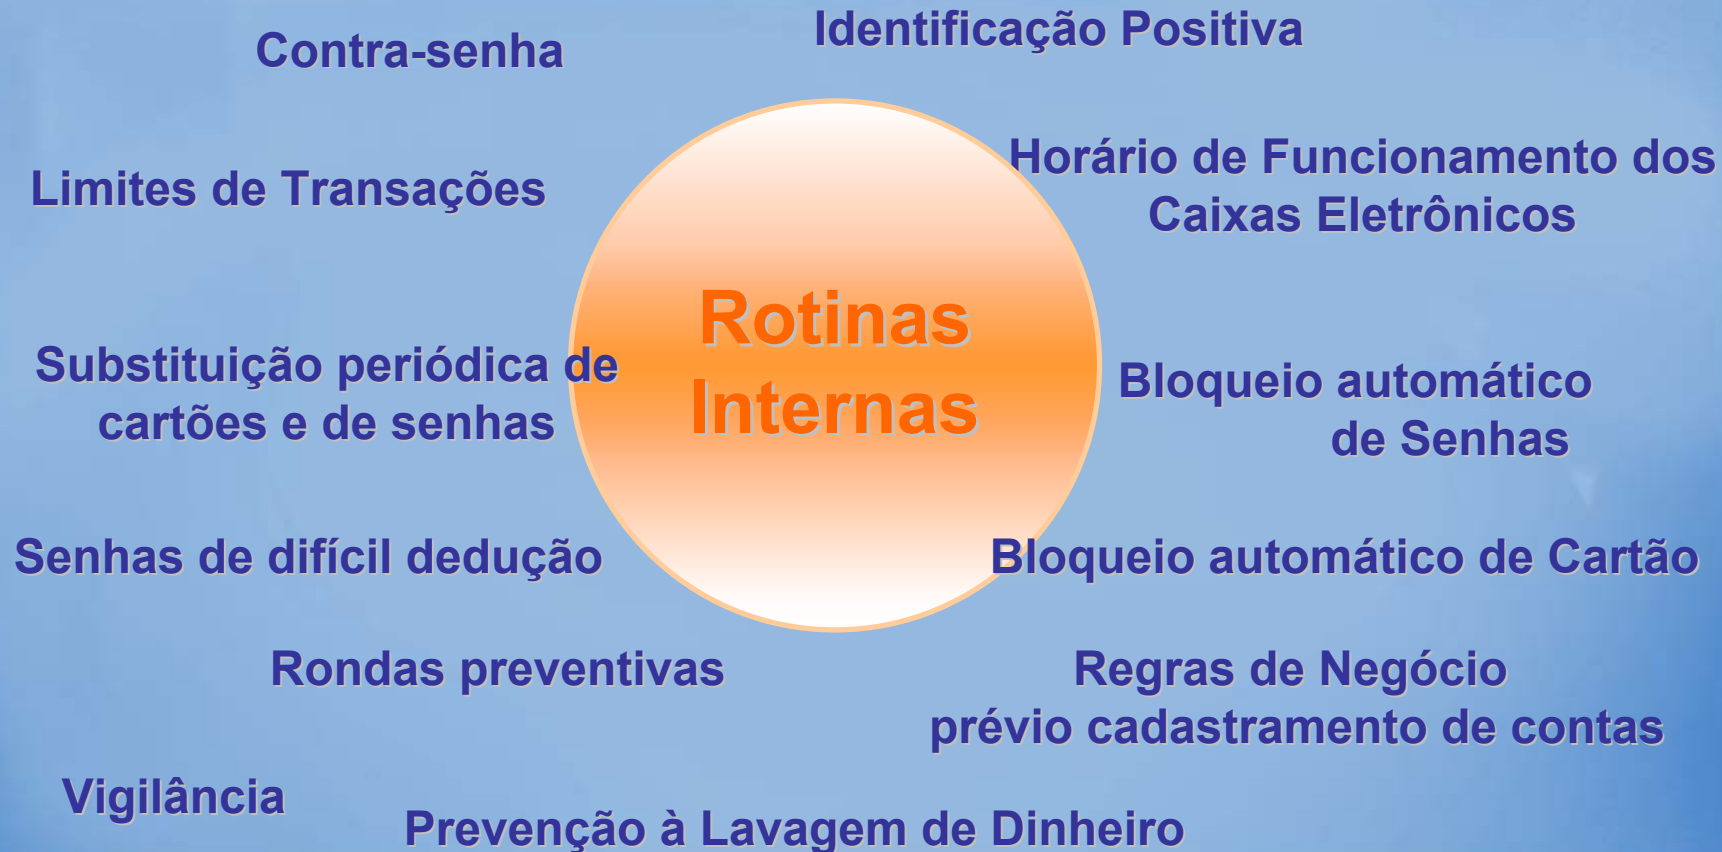 Contra-senha
Identificação Positiva
Limites de Transações
Horário de Funcionamento dos
Caixas Eletrônicos
Rotinas
Internas
Substituição periódica de
cartões e de senhas
Bloqueio automático
de Senhas
Senhas de difícil dedução
Bloqueio automático de Cartão
Rondas preventivas
Regras de Negócio
prévio cadastramento de contas
Vigilância
Prevenção à Lavagem de Dinheiro